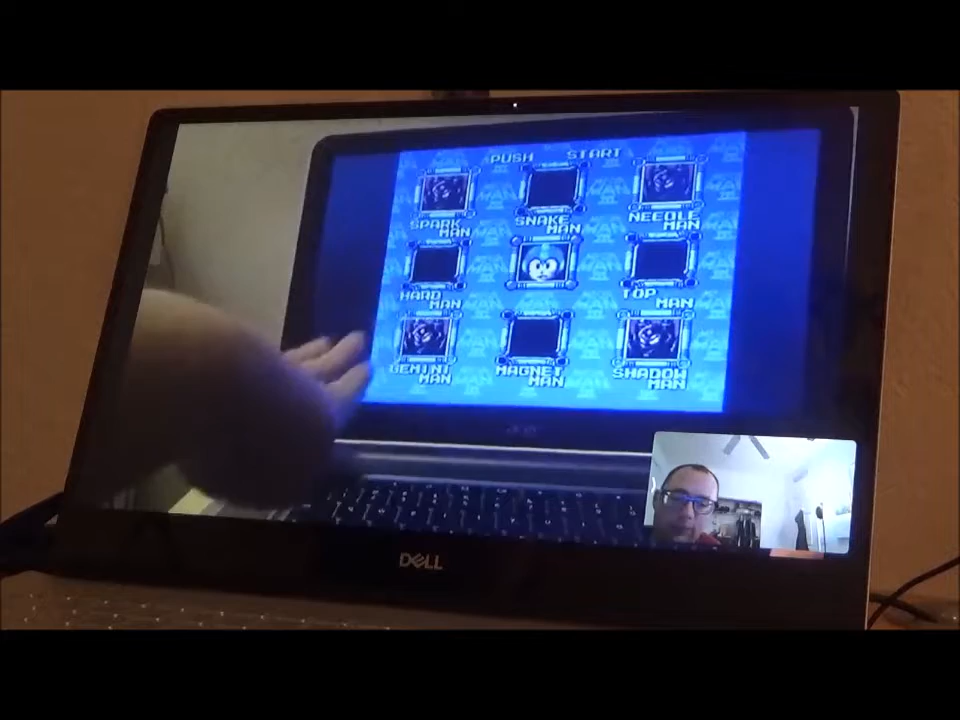 PUSH START
SPARK MAN
SNAKE MAN
NEEDLE MAN
HARD MAN
TOP MAN
GEMINI MAN
MAGNET MAN
SHADOW MAN
DELL